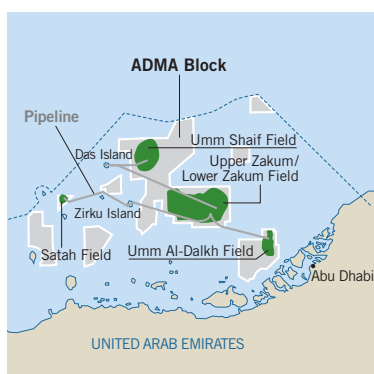 ADMA Block
Pipeline
Umm Shaif Field
Das Island
Upper Zakum/
Lower Zakum Field
Zirku Island
Satah Field
Umm Al-Dalkh Field
Abu Dhabi
UNITED ARAB EMIRATES